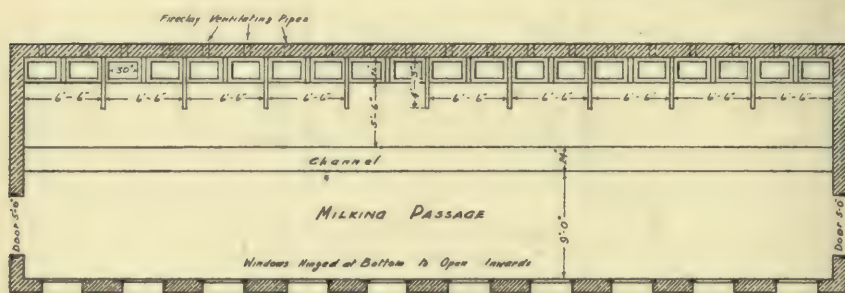 Fireclay Ventilating Pipes
30"
4'-3"
6'-6" 6'-6" 6'-6" 6'-6" 6'-6" 6'-6" 6'-6" 6'-6" 6'-6"
5'-6"
Channel
MILKING PASSAGE
9'-0"
Door 5'-0"
Door 5'-0"
Windows Hinged at Bottom to Open Inwards